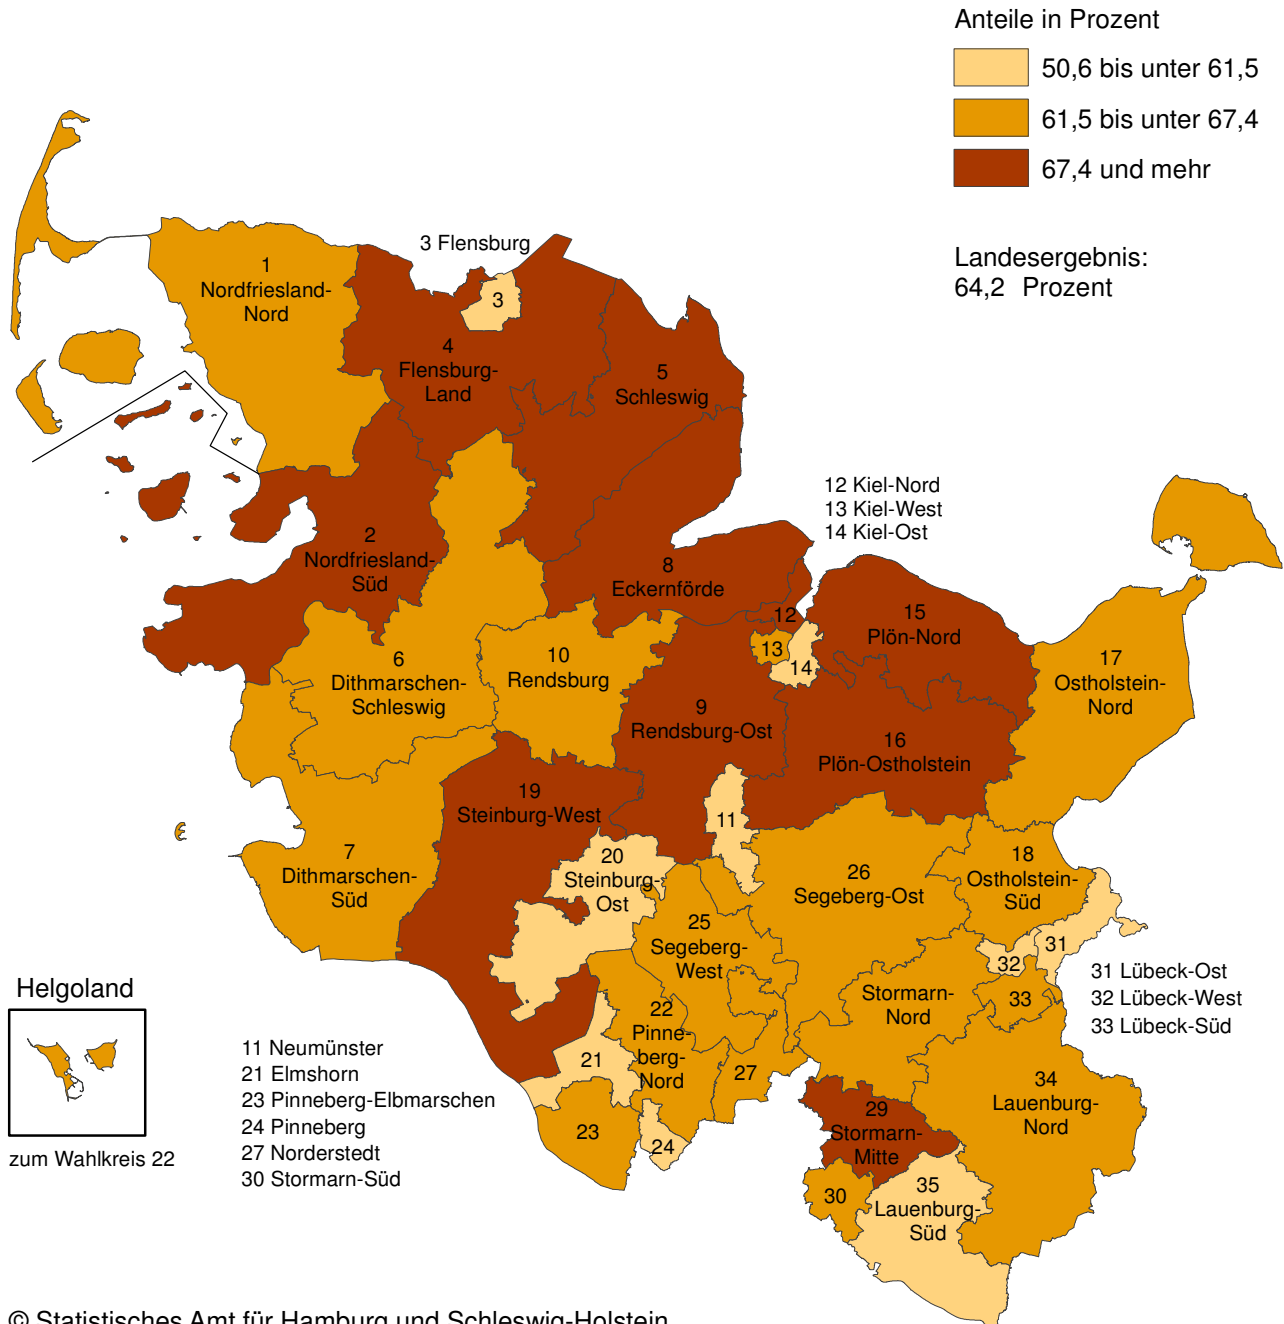 Anteile in Prozent
50,6 bis unter 61,5
61,5 bis unter 67,4
67,4 und mehr
Landesergebnis:
64,2 Prozent
3 Flensburg
1
Nordfriesland-
Nord
3
4
Flensburg-
Land
5
Schleswig
12 Kiel-Nord
13 Kiel-West
14 Kiel-Ost
2
Nordfriesland-
Süd
8
Eckernförde
12
13
14
15
Plön-Nord
17
Ostholstein-
Nord
6
Dithmarschen-
Schleswig
10
Rendsburg
9
Rendsburg-Ost
16
Plön-Ostholstein
19
Steinburg-West
11
7
Dithmarschen-
Süd
20
Steinburg-
Ost
26
Segeberg-Ost
18
Ostholstein-
Süd
25
Segeberg-
West
31
32
33
31 Lübeck-Ost
32 Lübeck-West
33 Lübeck-Süd
Stormarn-
Nord
Helgoland
zum Wahlkreis 22
22
Pinne-
berg-
Nord
21
27
23
24
11 Neumünster
21 Elmshorn
23 Pinneberg-Elbmarschen
24 Pinneberg
27 Norderstedt
30 Stormarn-Süd
34
Lauenburg-
Nord
29
Stormarn-
Mitte
30
35
Lauenburg-
Süd
© Statistisches Amt für Hamburg und Schleswig-Holstein